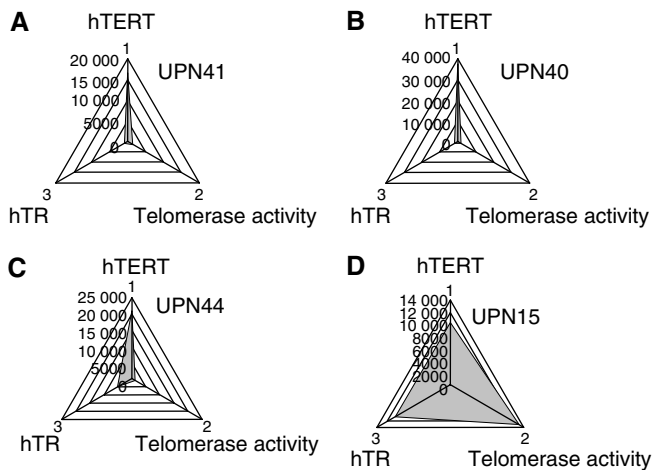 A
hTERT
1
UPN41
20 000
15 000
10 000
5000
0
3
2
hTR
Telomerase activity
B
hTERT
1
UPN40
40 000
30 000
20 000
10 000
0
3
2
hTR
Telomerase activity
C
hTERT
1
UPN44
25 000
20 000
15 000
10 000
5000
0
3
2
hTR
Telomerase activity
D
hTERT
1
UPN15
14 000
12 000
10 000
8000
6000
4000
2000
0
3
2
hTR
Telomerase activity